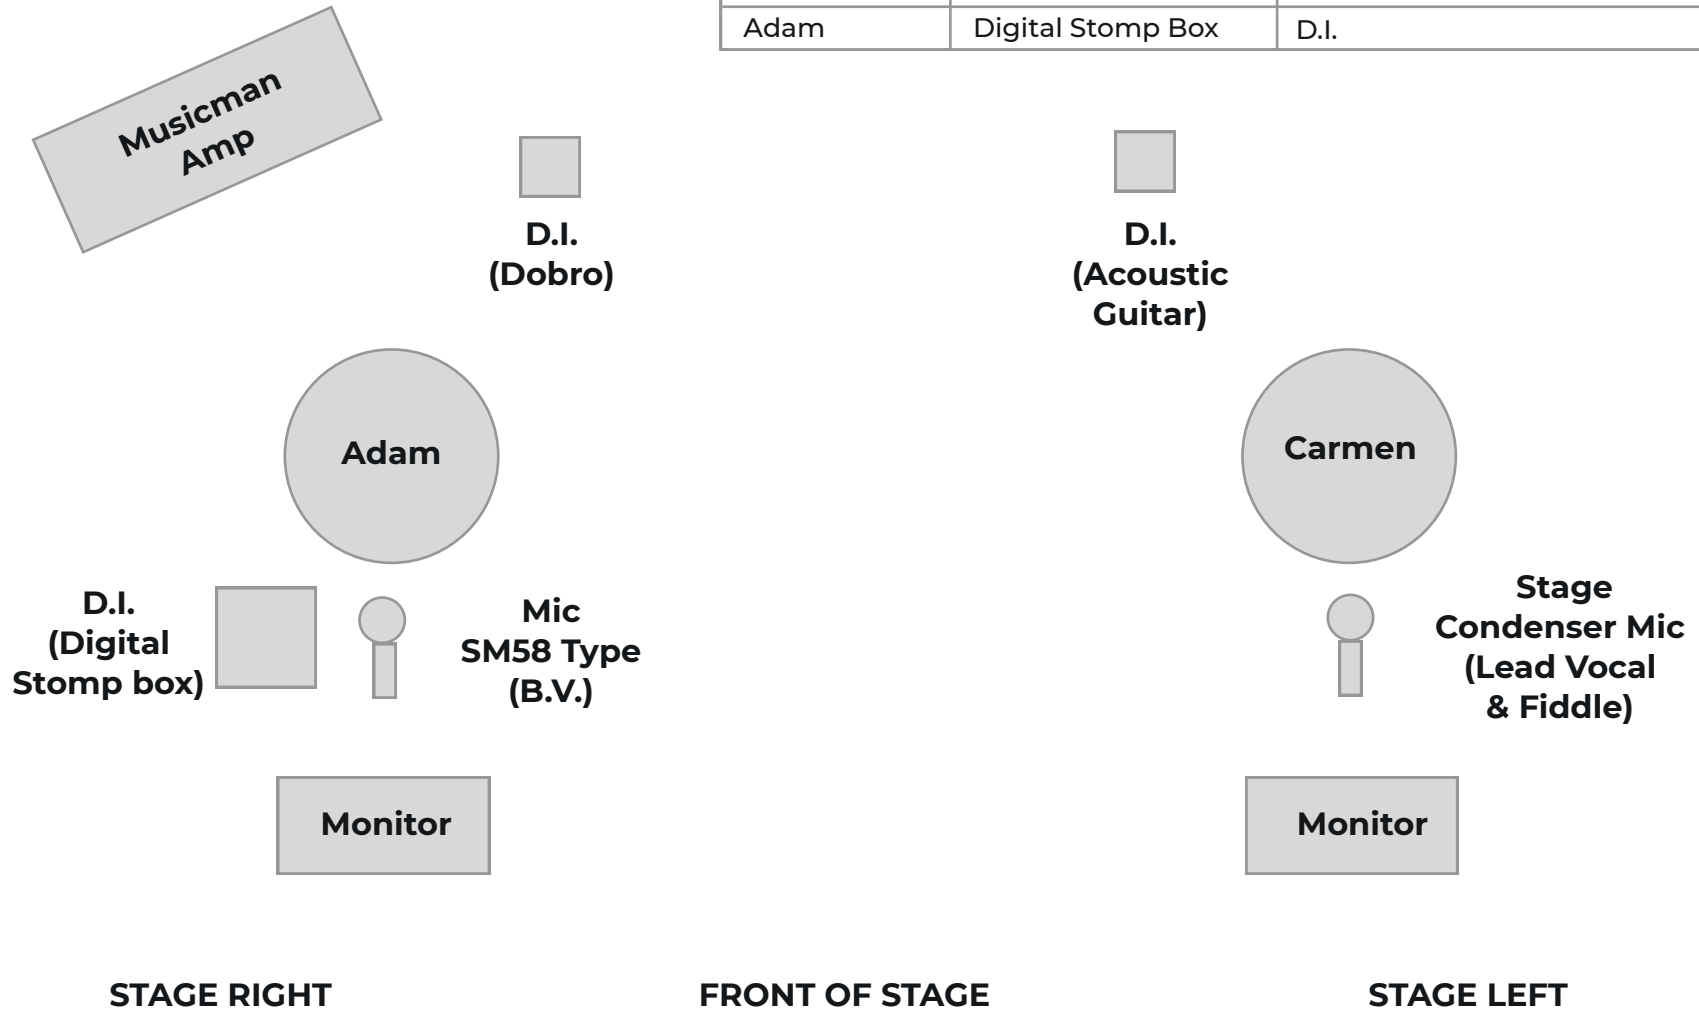 Adam Digital Stomp Box D.I.
Musicman
Amp
D.I.
(Dobro)
D.I.
(Acoustic
Guitar)
Adam
Carmen
D.I.
(Digital
Stomp box)
Mic
SM58 Type
(B.V.)
Stage
Condenser Mic
(Lead Vocal
& Fiddle)
Monitor
Monitor
STAGE RIGHT
FRONT OF STAGE
STAGE LEFT